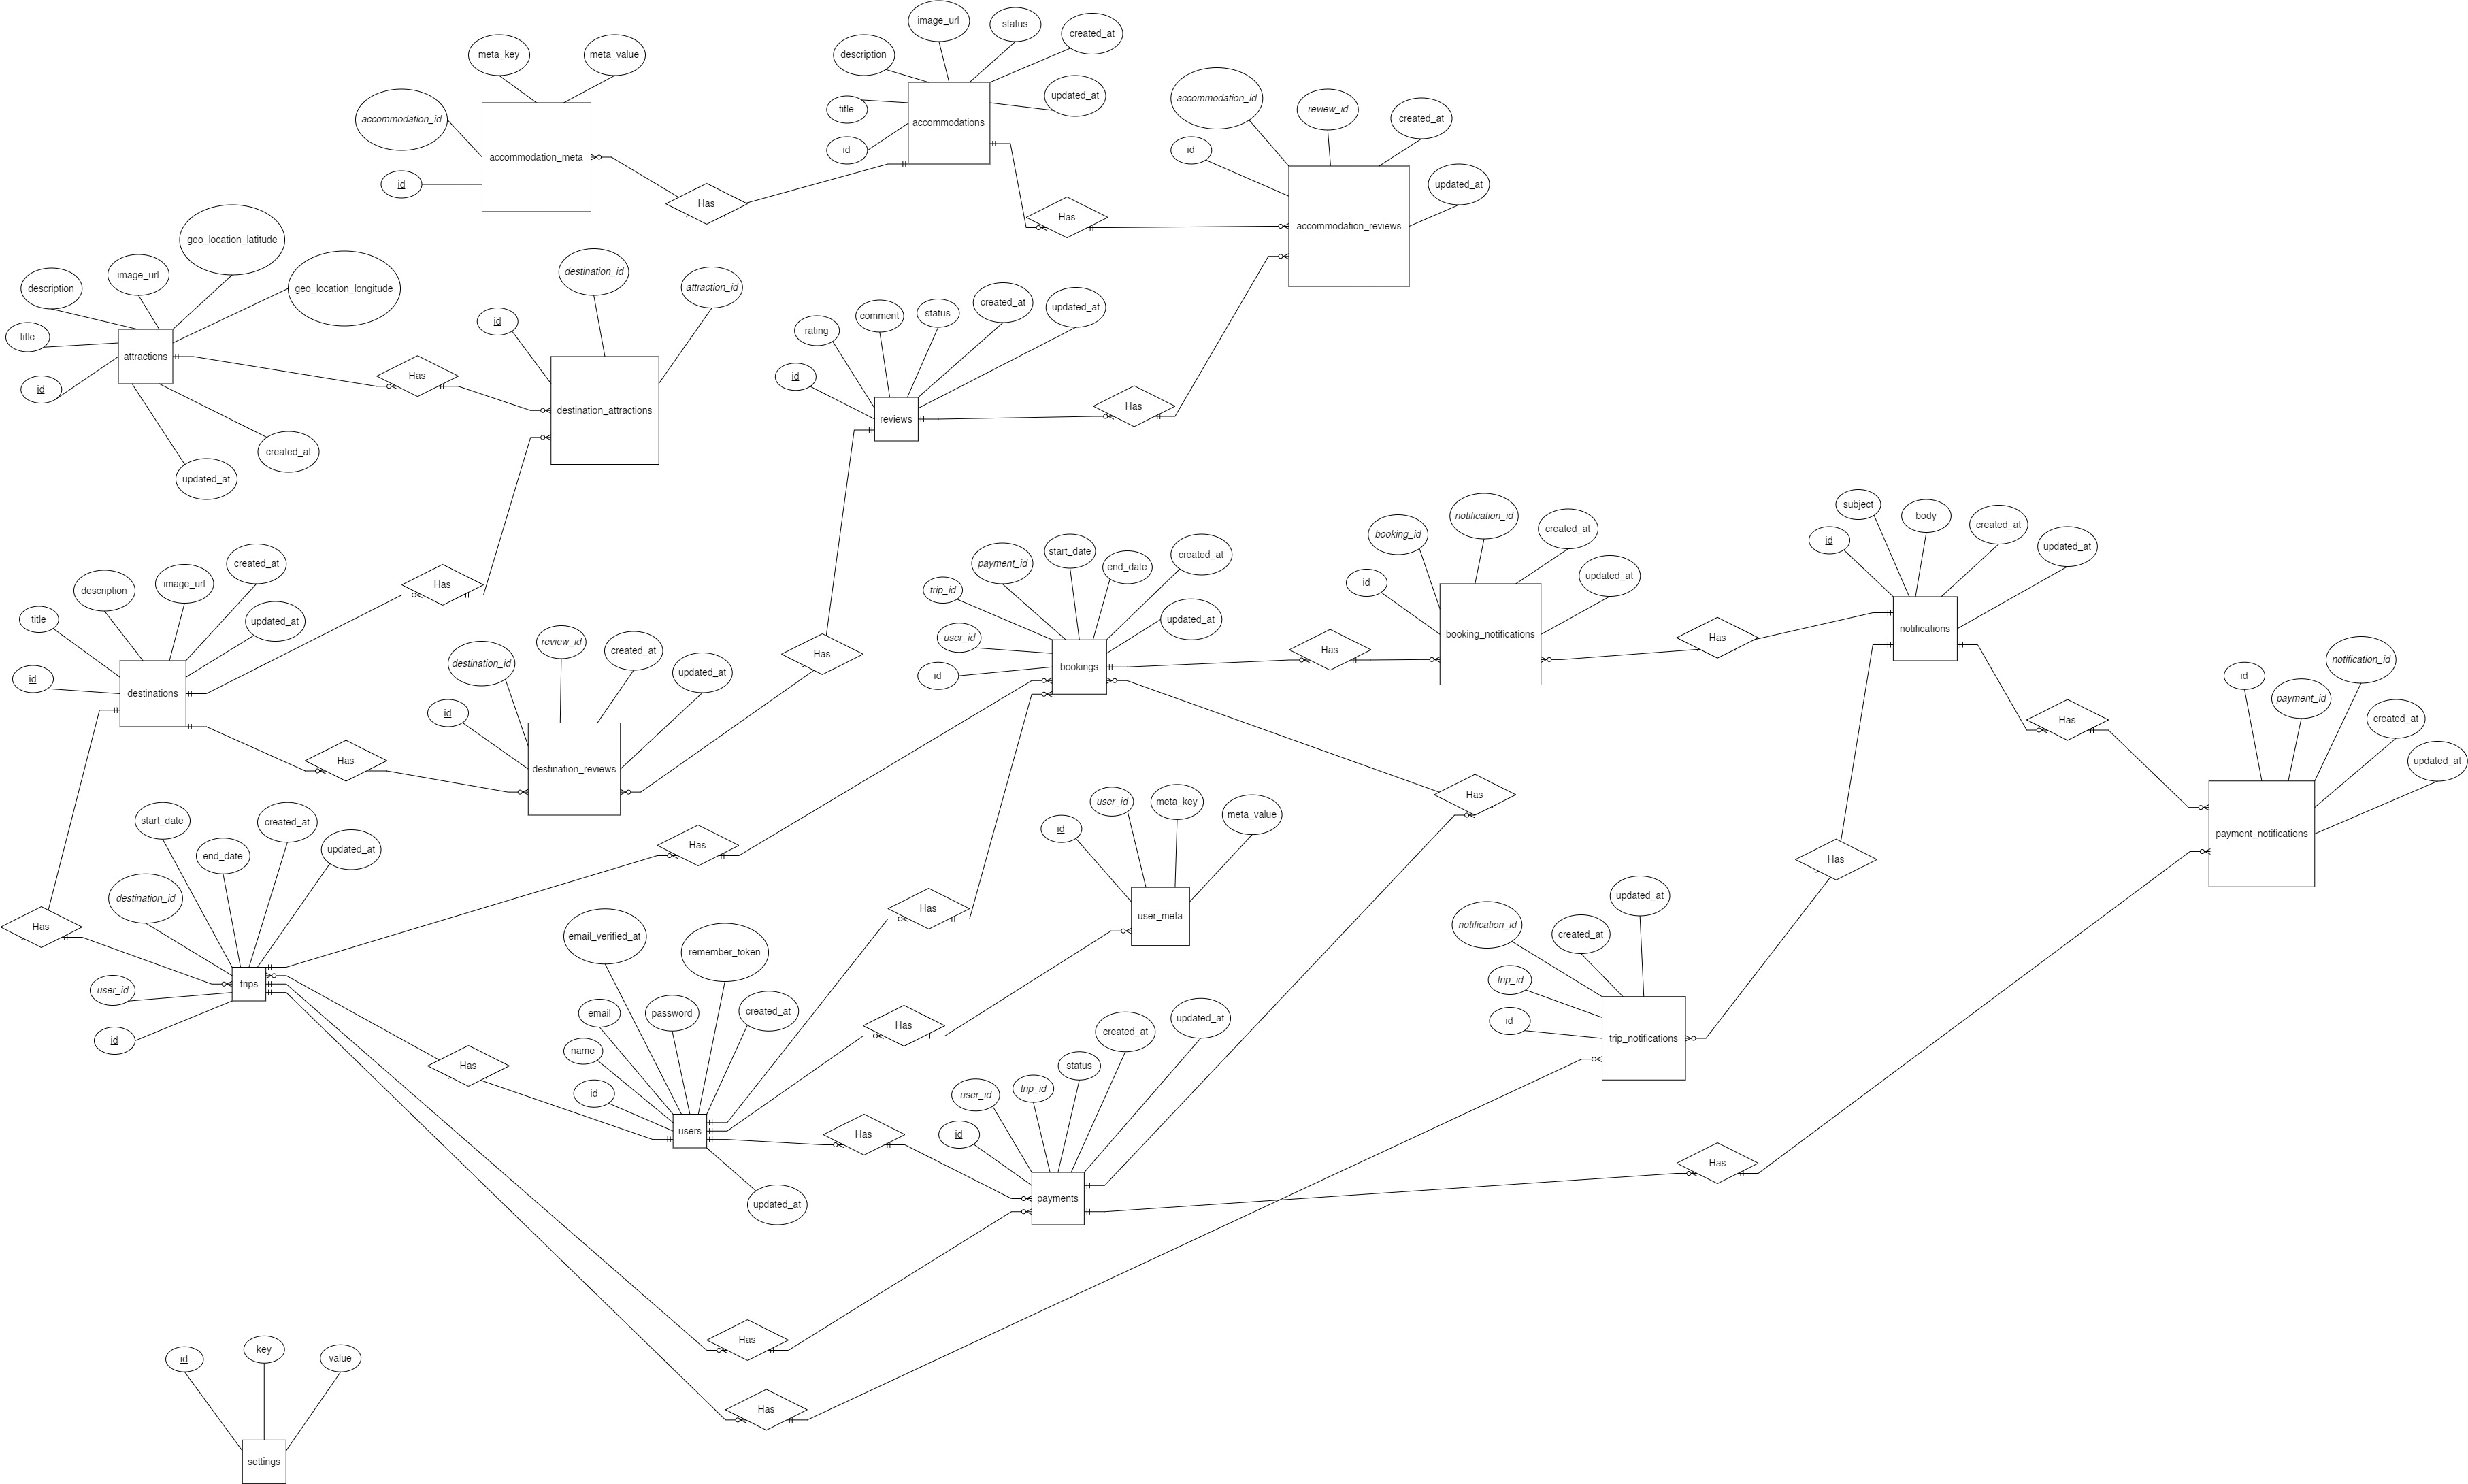 meta_key
meta_value
accommodation_id
id
accommodation_meta
image_url
status
created_at
description
updated_at
title
id
accommodations
Has
Has
accommodation_id
review_id
created_at
id
updated_at
accommodation_reviews
geo_location_latitude
geo_location_longitude
image_url
description
title
id
attractions
created_at
updated_at
Has
destination_id
attraction_id
id
destination_attractions
rating
comment
status
created_at
updated_at
id
reviews
Has
Has
title
description
image_url
created_at
updated_at
id
destinations
Has
destination_id
review_id
created_at
updated_at
id
destination_reviews
Has
Has
trip_id
payment_id
start_date
end_date
created_at
updated_at
user_id
id
bookings
Has
booking_id
notification_id
created_at
updated_at
id
booking_notifications
Has
subject
body
created_at
updated_at
id
notifications
Has
id
payment_id
notification_id
created_at
updated_at
payment_notifications
Has
start_date
end_date
created_at
updated_at
destination_id
user_id
id
trips
Has
Has
Has
id
user_id
meta_key
meta_value
user_meta
Has
Has
email_verified_at
remember_token
email
password
created_at
name
id
users
updated_at
Has
Has
user_id
trip_id
status
created_at
updated_at
id
payments
notification_id
created_at
updated_at
trip_id
id
trip_notifications
Has
Has
Has
Has
id
key
value
settings